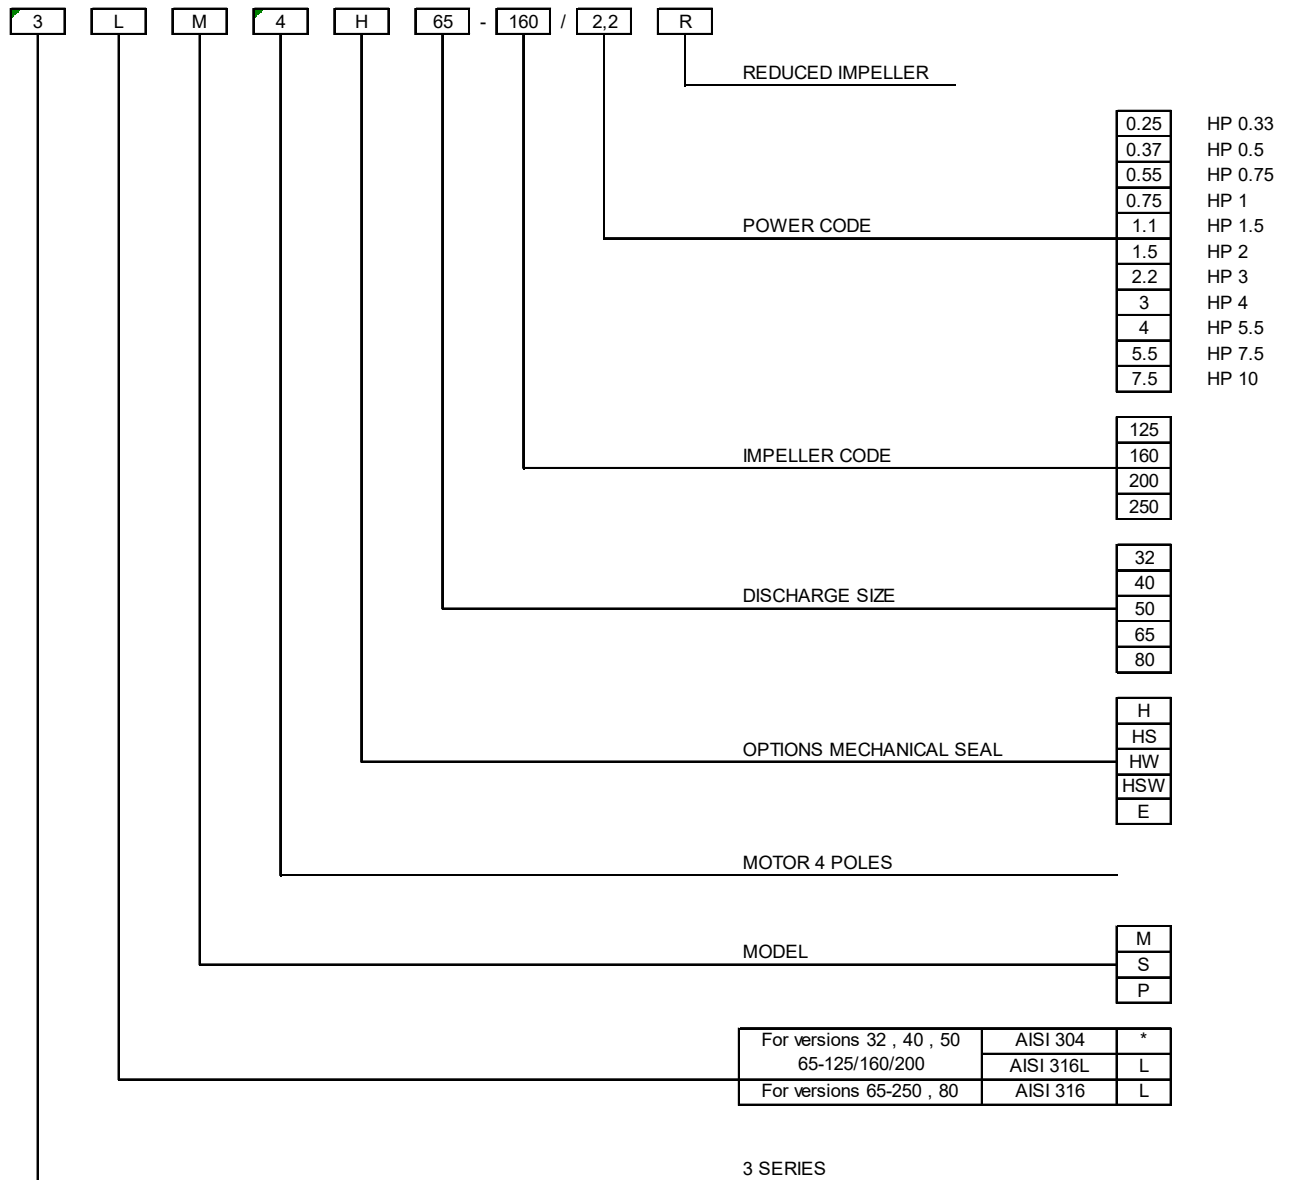 3 L M 4 H 65 - 160 / 2,2 R
REDUCED IMPELLER
0.25 HP 0.33
0.37 HP 0.5
0.55 HP 0.75
0.75 HP 1
POWER CODE 1.1 HP 1.5
1.5 HP 2
2.2 HP 3
3 HP 4
4 HP 5.5
5.5 HP 7.5
7.5 HP 10
125
IMPELLER CODE 160
200
250
32
40
DISCHARGE SIZE
50
65
80
H
HS
OPTIONS MECHANICAL SEAL
HW
HSW
E
MOTOR 4 POLES
M
MODEL
S
P
For versions 32 , 40 , 50 AISI 304 *
65-125/160/200 AISI 316L L
For versions 65-250 , 80 AISI 316 L
3 SERIES